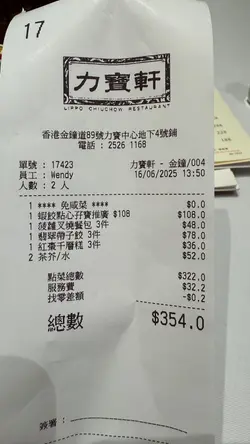 17
力寶軒
LIPPO CHIUCHOW RESTAURANT
香港金鐘道89號力寶中心地下4號鋪
電話 : 2526 1168
單號 : 17423 力寶軒 - 金鐘/004
員工 : Wendy 16/06/2025 13:50
人數 : 2 人
1 **** 免咸菜 $0.0
1 蝦餃點心孖寶推廣 $108 $108.0
1 菠蘿叉燒餐包 3件 $48.0
1 翡翠帶子餃 3件 $78.0
1 紅棗千層糕 3件 $36.0
2 茶芥/水 $52.0
點菜總數 $322.0
服務費 $32.2
找零差額 -$0.2
總數 $354.0